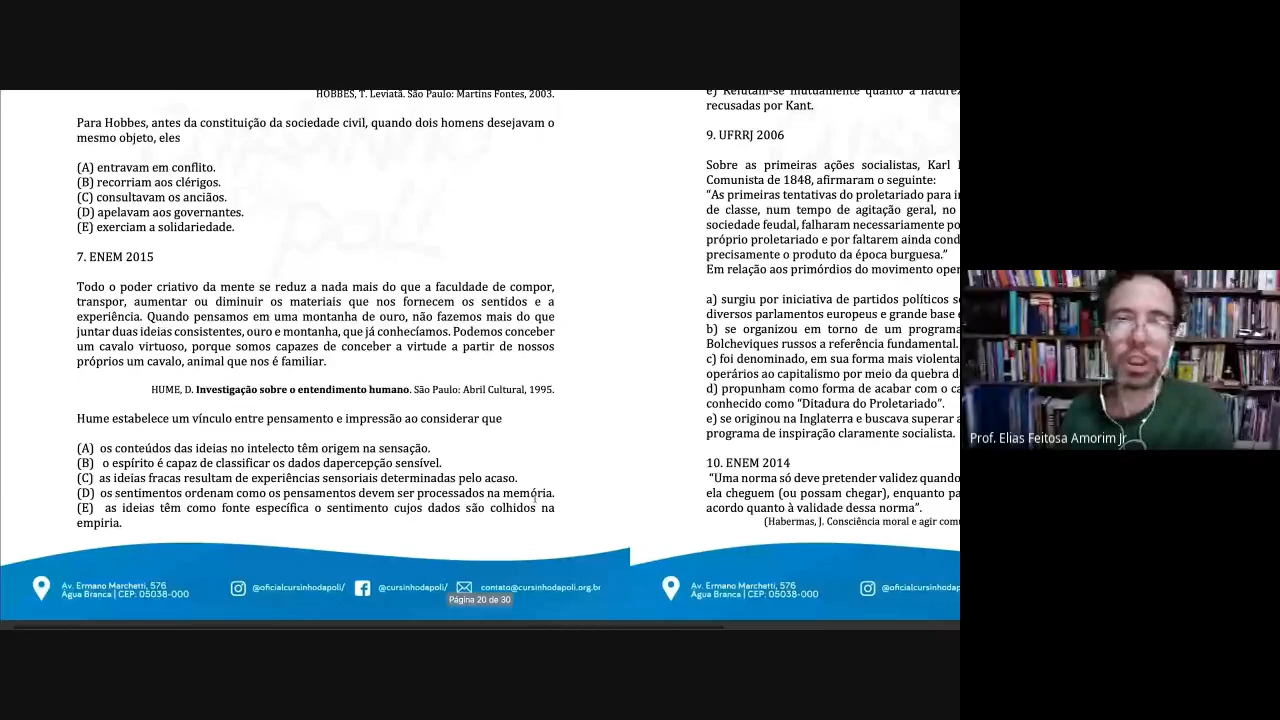 HOBBES, T. Leviatã. São Paulo: Martins Fontes, 2003.
Para Hobbes, antes da constituição da sociedade civil, quando dois homens desejavam o
mesmo objeto, eles
(A) entravam em conflito.
(B) recorriam aos clérigos.
(C) consultavam os anciãos.
(D) apelavam aos governantes.
(E) exerciam a solidariedade.
7. ENEM 2015
Todo o poder criativo da mente se reduz a nada mais do que a faculdade de compor,
transpor, aumentar ou diminuir os materiais que nos fornecem os sentidos e a
experiência. Quando pensamos em uma montanha de ouro, não fazemos mais do que
juntar duas ideias consistentes, ouro e montanha, que já conhecíamos. Podemos conceber
um cavalo virtuoso, porque somos capazes de conceber a virtude a partir de nossos
próprios um cavalo, animal que nos é familiar.
HUME, D. Investigação sobre o entendimento humano. São Paulo: Abril Cultural, 1995.
Hume estabelece um vínculo entre pensamento e impressão ao considerar que
(A) os conteúdos das ideias no intelecto têm origem na sensação.
(B) o espírito é capaz de classificar os dados dapercepção sensível.
(C) as ideias fracas resultam de experiências sensoriais determinadas pelo acaso.
(D) os sentimentos ordenam como os pensamentos devem ser processados na memória.
(E) as ideias têm como fonte específica o sentimento cujos dados são colhidos na
empiria.
Av. Ermano Marchetti, 576
Água Branca | CEP: 05038-000
@oficialcursinhodapoli/
@cursinhodapoli/
contato@cursinhodapoli.org.br
Página 20 de 30
e) Refutam-se mutuamente quanto à
recusadas por Kant.
9. UFRRJ 2006
Sobre as primeiras ações socialistas, Karl
Comunista de 1848, afirmaram o seguinte:
"As primeiras tentativas do proletariado para
de classe, num tempo de agitação geral, no
sociedade feudal, falharam necessariamente
próprio proletariado e por faltarem ainda
precisamente o produto da época burguesa."
Em relação aos primórdios do movimento
a) surgiu por iniciativa de partidos políticos
diversos parlamentos europeus e grande base
b) se organizou em torno de um programa
Bolcheviques russos a referência fundamental.
c) foi denominado, em sua forma mais violenta
operários ao capitalismo por meio da quebra
d) propunham como forma de acabar com o
conhecido como "Ditadura do Proletariado".
e) se originou na Inglaterra e buscava superar
programa de inspiração claramente socialista.
10. ENEM 2014
"Uma norma só deve pretender validez quando
ela cheguem (ou possam chegar), enquanto
acordo quanto à validade dessa norma".
(Habermas, J. Consciência moral e agir
Av. Ermano Marchetti, 576
Água Branca | CEP: 05038-000
Prof. Elias Feitosa Amorim Jr